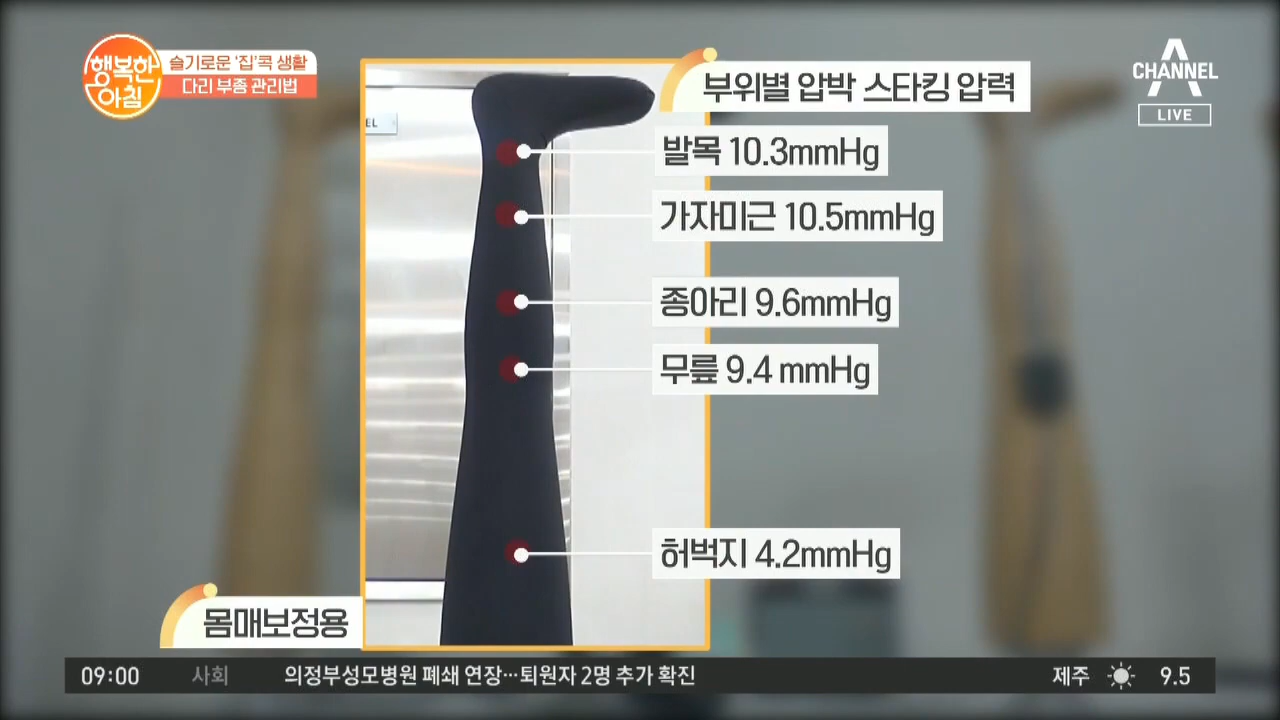 행복한
아침
슬기로운 '집'콕 생활
다리 부종 관리법
CHANNEL
LIVE
EL
부위별 압박 스타킹 압력
발목 10.3mmHg
가자미근 10.5mmHg
종아리 9.6mmHg
무릎 9.4 mmHg
허벅지 4.2mmHg
몸매보정용
09:00 사회 의정부성모병원 폐쇄 연장…퇴원자 2명 추가 확진 제주 9.5